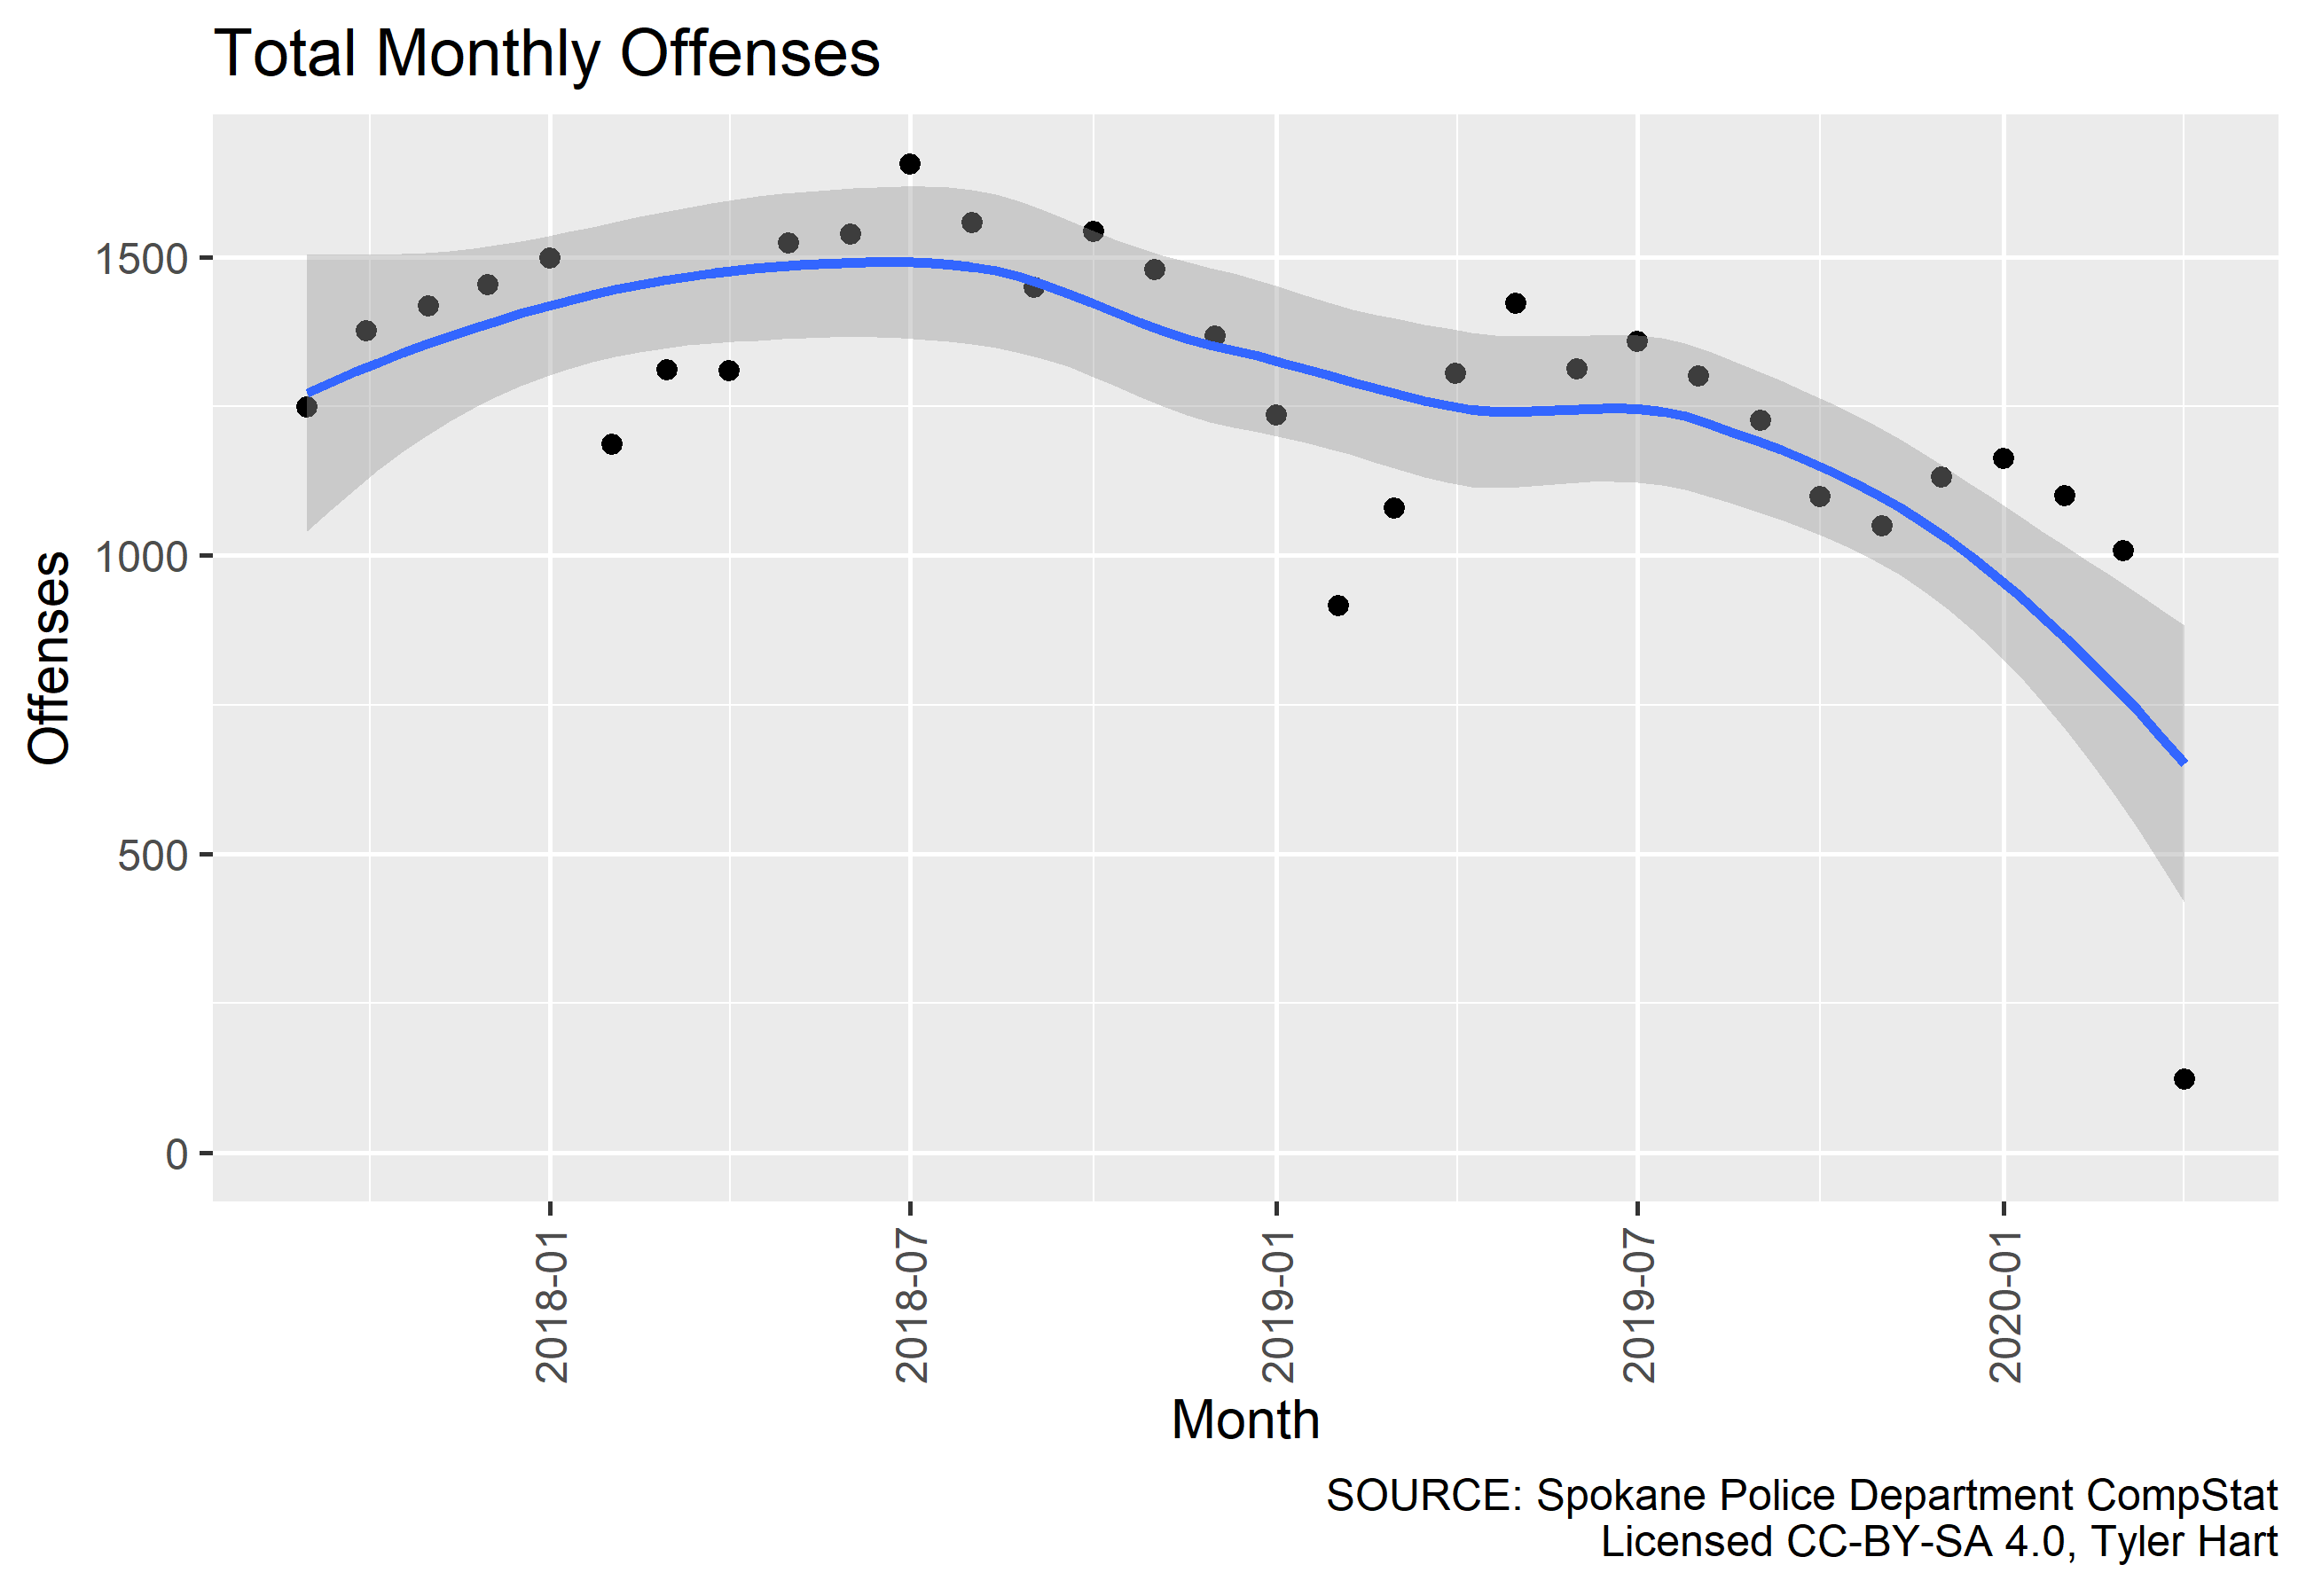 Total Monthly Offenses
1500
1000
500
0
Offenses
2018-01
2018-07
2019-01
2019-07
2020-01
Month
SOURCE: Spokane Police Department CompStat
Licensed CC-BY-SA 4.0, Tyler Hart